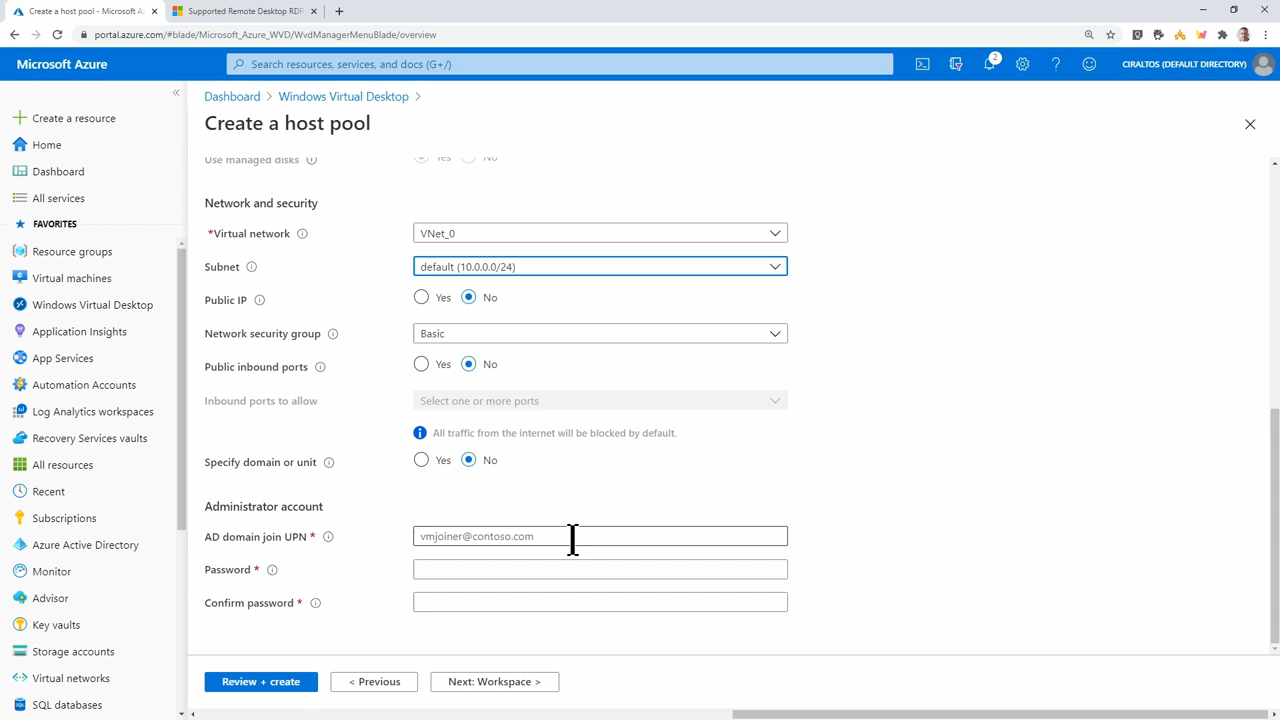 Create a host pool - Microsoft Az
Supported Remote Desktop RDP
portal.azure.com/#blade/Microsoft_Azure_WVD/WvdManagerMenuBlade/overview
Microsoft Azure
Search resources, services, and docs (G+/)
2
CIRALTOS (DEFAULT DIRECTORY)
Create a resource
Home
Dashboard
All services
FAVORITES
Resource groups
Virtual machines
Windows Virtual Desktop
Application Insights
App Services
Automation Accounts
Log Analytics workspaces
Recovery Services vaults
All resources
Recent
Subscriptions
Azure Active Directory
Monitor
Advisor
Key vaults
Storage accounts
Virtual networks
SQL databases
Dashboard > Windows Virtual Desktop >
Create a host pool
Use managed disks Yes No
Network and security
*Virtual network VNet_0
Subnet default (10.0.0.0/24)
Public IP Yes No
Network security group Basic
Public inbound ports Yes No
Inbound ports to allow Select one or more ports
All traffic from the internet will be blocked by default.
Specify domain or unit Yes No
Administrator account
AD domain join UPN * vmjoiner@contoso.com
Password *
Confirm password *
Review + create < Previous Next: Workspace >